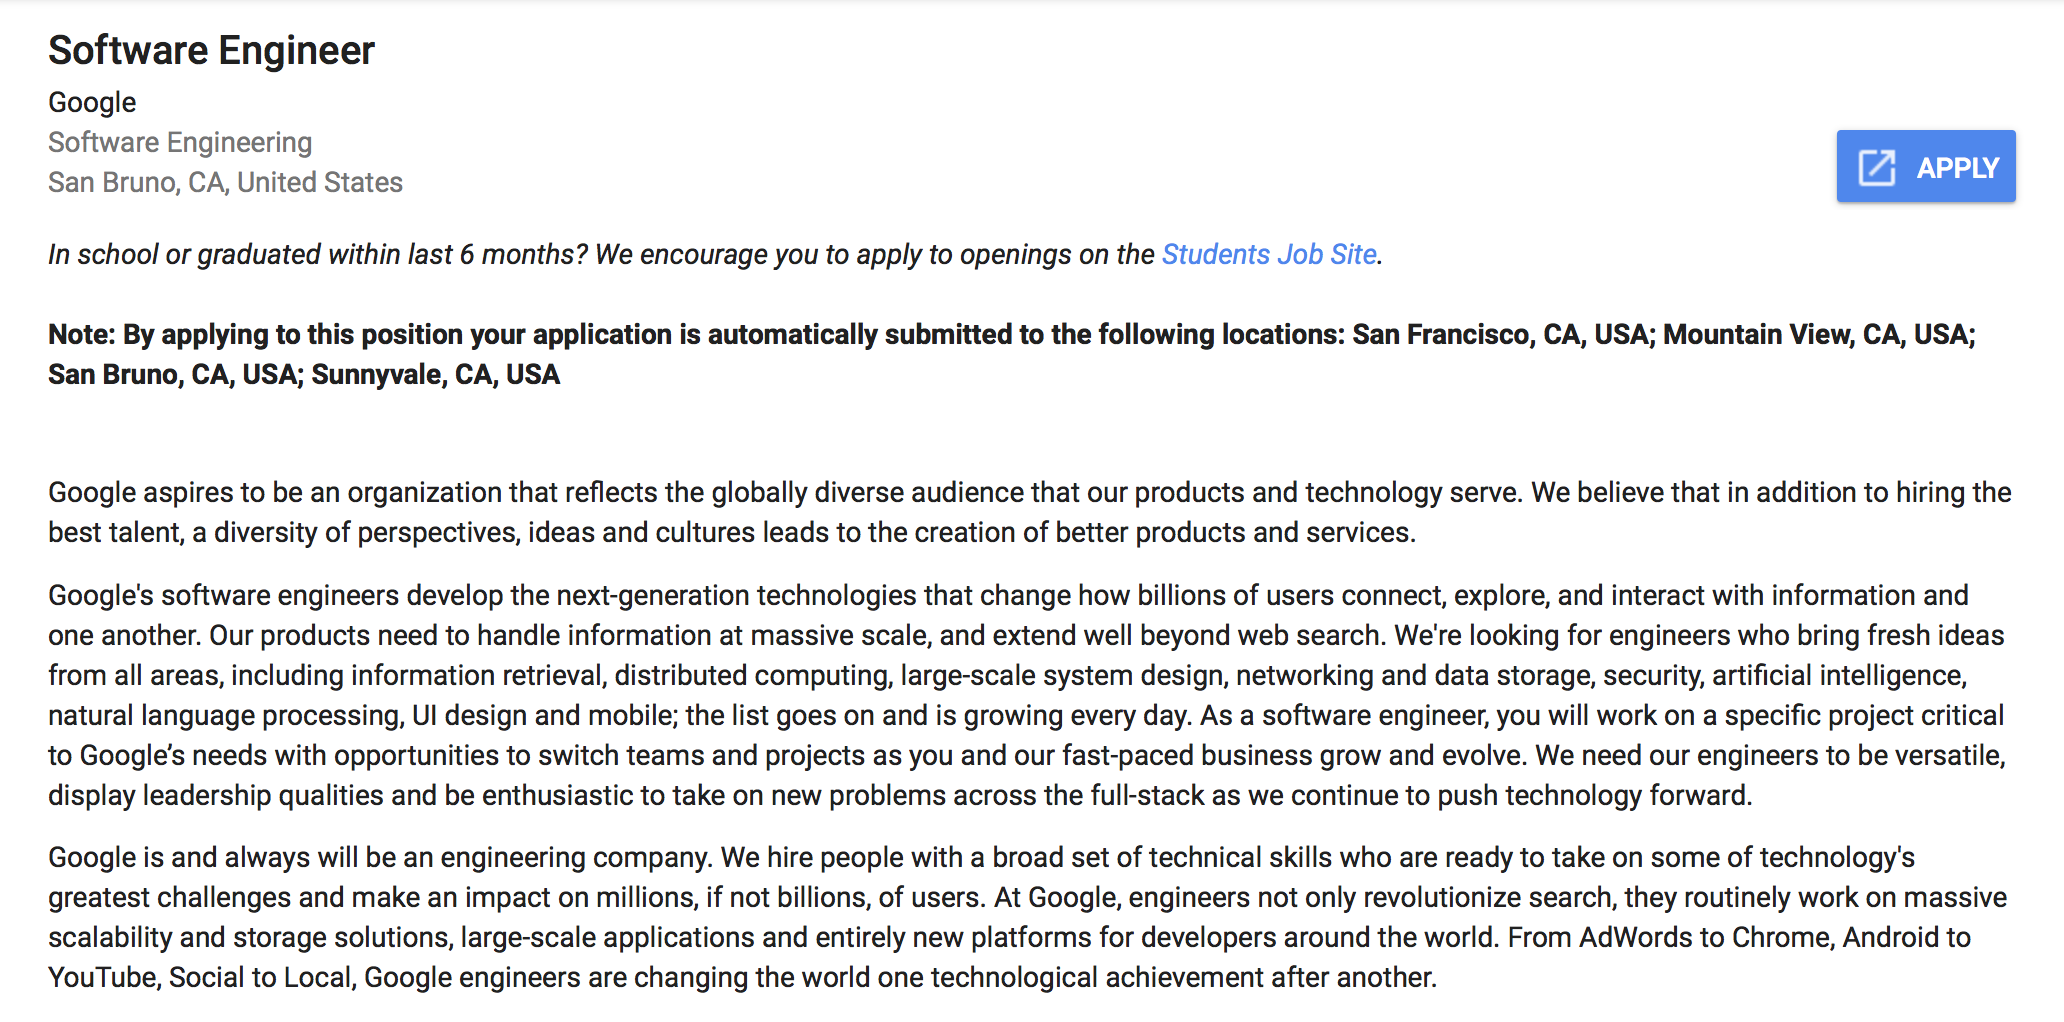 Software Engineer
Google
Software Engineering
San Bruno, CA, United States
APPLY
In school or graduated within last 6 months? We encourage you to apply to openings on the Students Job Site.
Note: By applying to this position your application is automatically submitted to the following locations: San Francisco, CA, USA; Mountain View, CA, USA;
San Bruno, CA, USA; Sunnyvale, CA, USA
Google aspires to be an organization that reflects the globally diverse audience that our products and technology serve. We believe that in addition to hiring the
best talent, a diversity of perspectives, ideas and cultures leads to the creation of better products and services.
Google's software engineers develop the next-generation technologies that change how billions of users connect, explore, and interact with information and
one another. Our products need to handle information at massive scale, and extend well beyond web search. We're looking for engineers who bring fresh ideas
from all areas, including information retrieval, distributed computing, large-scale system design, networking and data storage, security, artificial intelligence,
natural language processing, UI design and mobile; the list goes on and is growing every day. As a software engineer, you will work on a specific project critical
to Google’s needs with opportunities to switch teams and projects as you and our fast-paced business grow and evolve. We need our engineers to be versatile,
display leadership qualities and be enthusiastic to take on new problems across the full-stack as we continue to push technology forward.
Google is and always will be an engineering company. We hire people with a broad set of technical skills who are ready to take on some of technology's
greatest challenges and make an impact on millions, if not billions, of users. At Google, engineers not only revolutionize search, they routinely work on massive
scalability and storage solutions, large-scale applications and entirely new platforms for developers around the world. From AdWords to Chrome, Android to
YouTube, Social to Local, Google engineers are changing the world one technological achievement after another.